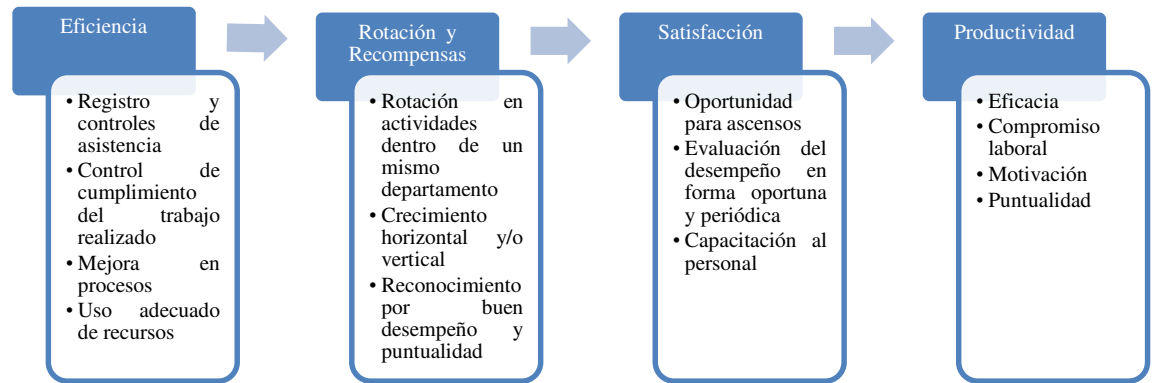 Eficiencia
• Registro y
controles de
asistencia
• Control de
cumplimiento
del trabajo
realizado
• Mejora en
procesos
• Uso adecuado
de recursos
Rotación y
Recompensas
• Rotación en
actividades
dentro de un
mismo
departamento
• Crecimiento
horizontal y/o
vertical
• Reconocimiento
por buen
desempeño y
puntualidad
Satisfacción
• Oportunidad
para ascensos
• Evaluación del
desempeño en
forma oportuna
y periódica
• Capacitación al
personal
Productividad
• Eficacia
• Compromiso
laboral
• Motivación
• Puntualidad